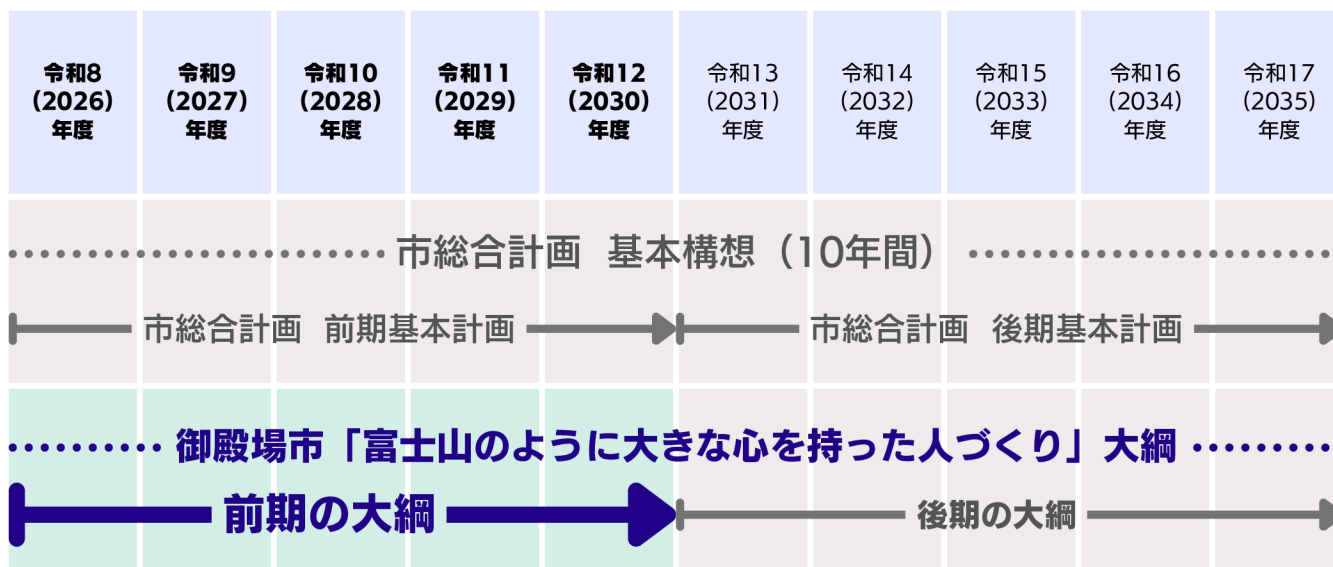 令和8
（2026）
年度
令和9
（2027）
年度
令和10
（2028）
年度
令和11
（2029）
年度
令和12
（2030）
年度
令和13
（2031）
年度
令和14
（2032）
年度
令和15
（2033）
年度
令和16
（2034）
年度
令和17
（2035）
年度
市総合計画 基本構想（10年間）
市総合計画 前期基本計画
市総合計画 後期基本計画
御殿場市「富士山のように大きな心を持った人づくり」大綱
前期の大綱
後期の大綱